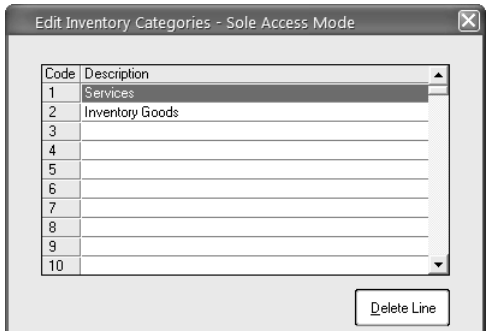 Edit Inventory Categories - Sole Access Mode
Code Description
1 Services
2 Inventory Goods
3
4
5
6
7
8
9
10
Delete Line